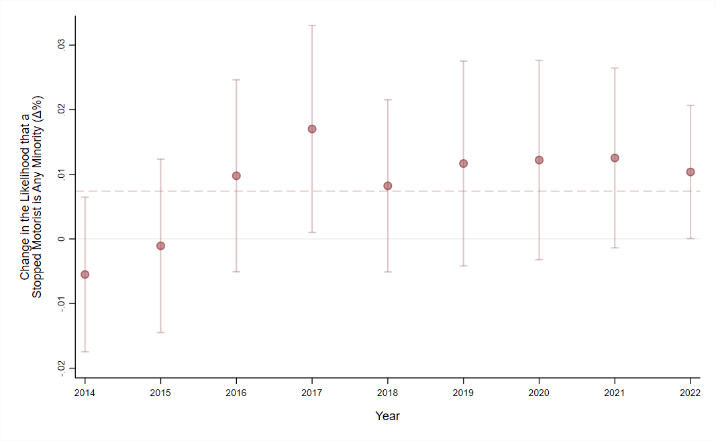 Change in the Likelihood that a
Stopped Motorist is Any Minority (Δ%)
.03
.02
.01
0
-.01
-.02
2014 2015 2016 2017 2018 2019 2020 2021 2022
Year